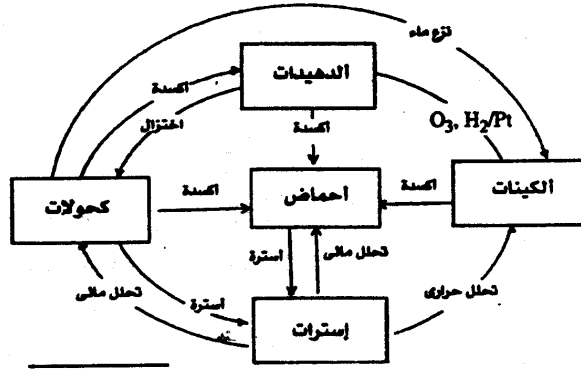 نزع ماء
الدهيدات
اكسدة
اختزال
اكسدة
O₃, H₂/Pt
كحولات
اكسدة
احماض
اكسدة
ألكينات
تحلل مائى
استرة
استرة
تحلل مائى
تحلل حرارى
إسترات